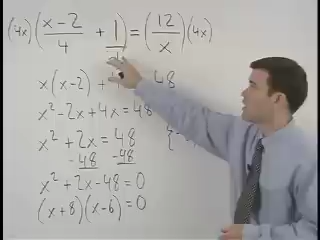 (4x)(x-2/4 + 1/1) = (12/x)(4x)
x(x-2) + 4 48
x²-2x+4x = 48
x² + 2x = 48 {-
-48 -48
x² + 2x - 48 = 0
(x+8)(x-6) = 0